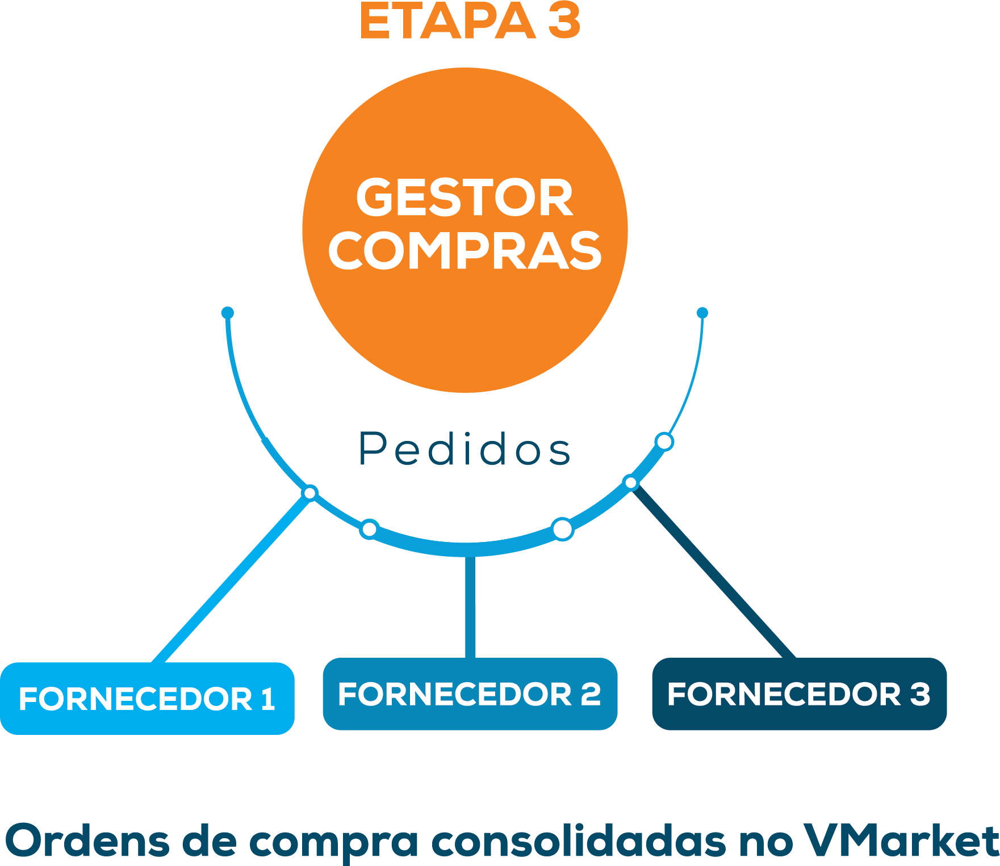 ETAPA 3
GESTOR
COMPRAS
Pedidos
FORNECEDOR 1
FORNECEDOR 2
FORNECEDOR 3
Ordens de compra consolidadas no VMarket